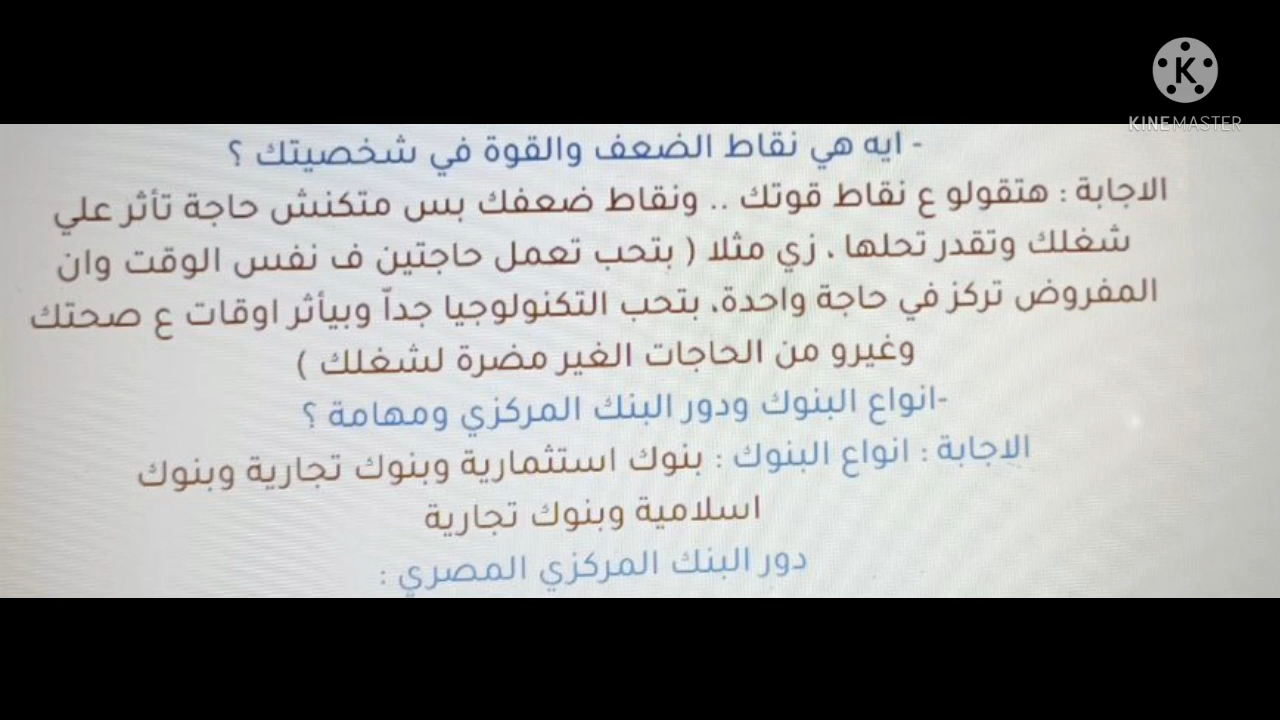 KINEMASTER
- ايه هي نقاط الضعف والقوة في شخصيتك ؟
الاجابة : هتقولو ع نقاط قوتك .. ونقاط ضعفك بس متكنش حاجة تأثر علي
شغلك وتقدر تحلها . زي مثلا ( بتحب تعمل حاجتين ف نفس الوقت وان
المفروض تركز في حاجة واحدة، بتحب التكنولوجيا جداً وبيأثر اوقات ع صحتك
وغيرو من الحاجات الغير مضرة لشغلك )
-انواع البنوك ودور البنك المركزي ومهامة ؟
الاجابة : انواع البنوك : بنوك استثمارية وبنوك تجارية وبنوك
اسلامية وبنوك تجارية
دور البنك المركزي المصري :